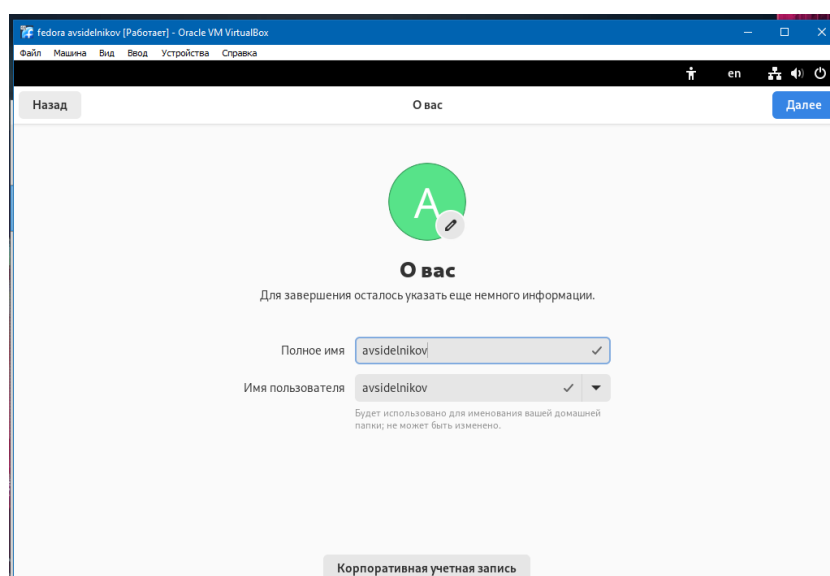 fedora avsidelnikov [Работает] - Oracle VM VirtualBox
Файл Машина Вид Ввод Устройства Справка
en
Назад О вас Далее
A
О вас
Для завершения осталось указать еще немного информации.
Полное имя avsidelnikov
Имя пользователя avsidelnikov
Будет использовано для именования вашей домашней
папки; не может быть изменено.
Корпоративная учетная запись